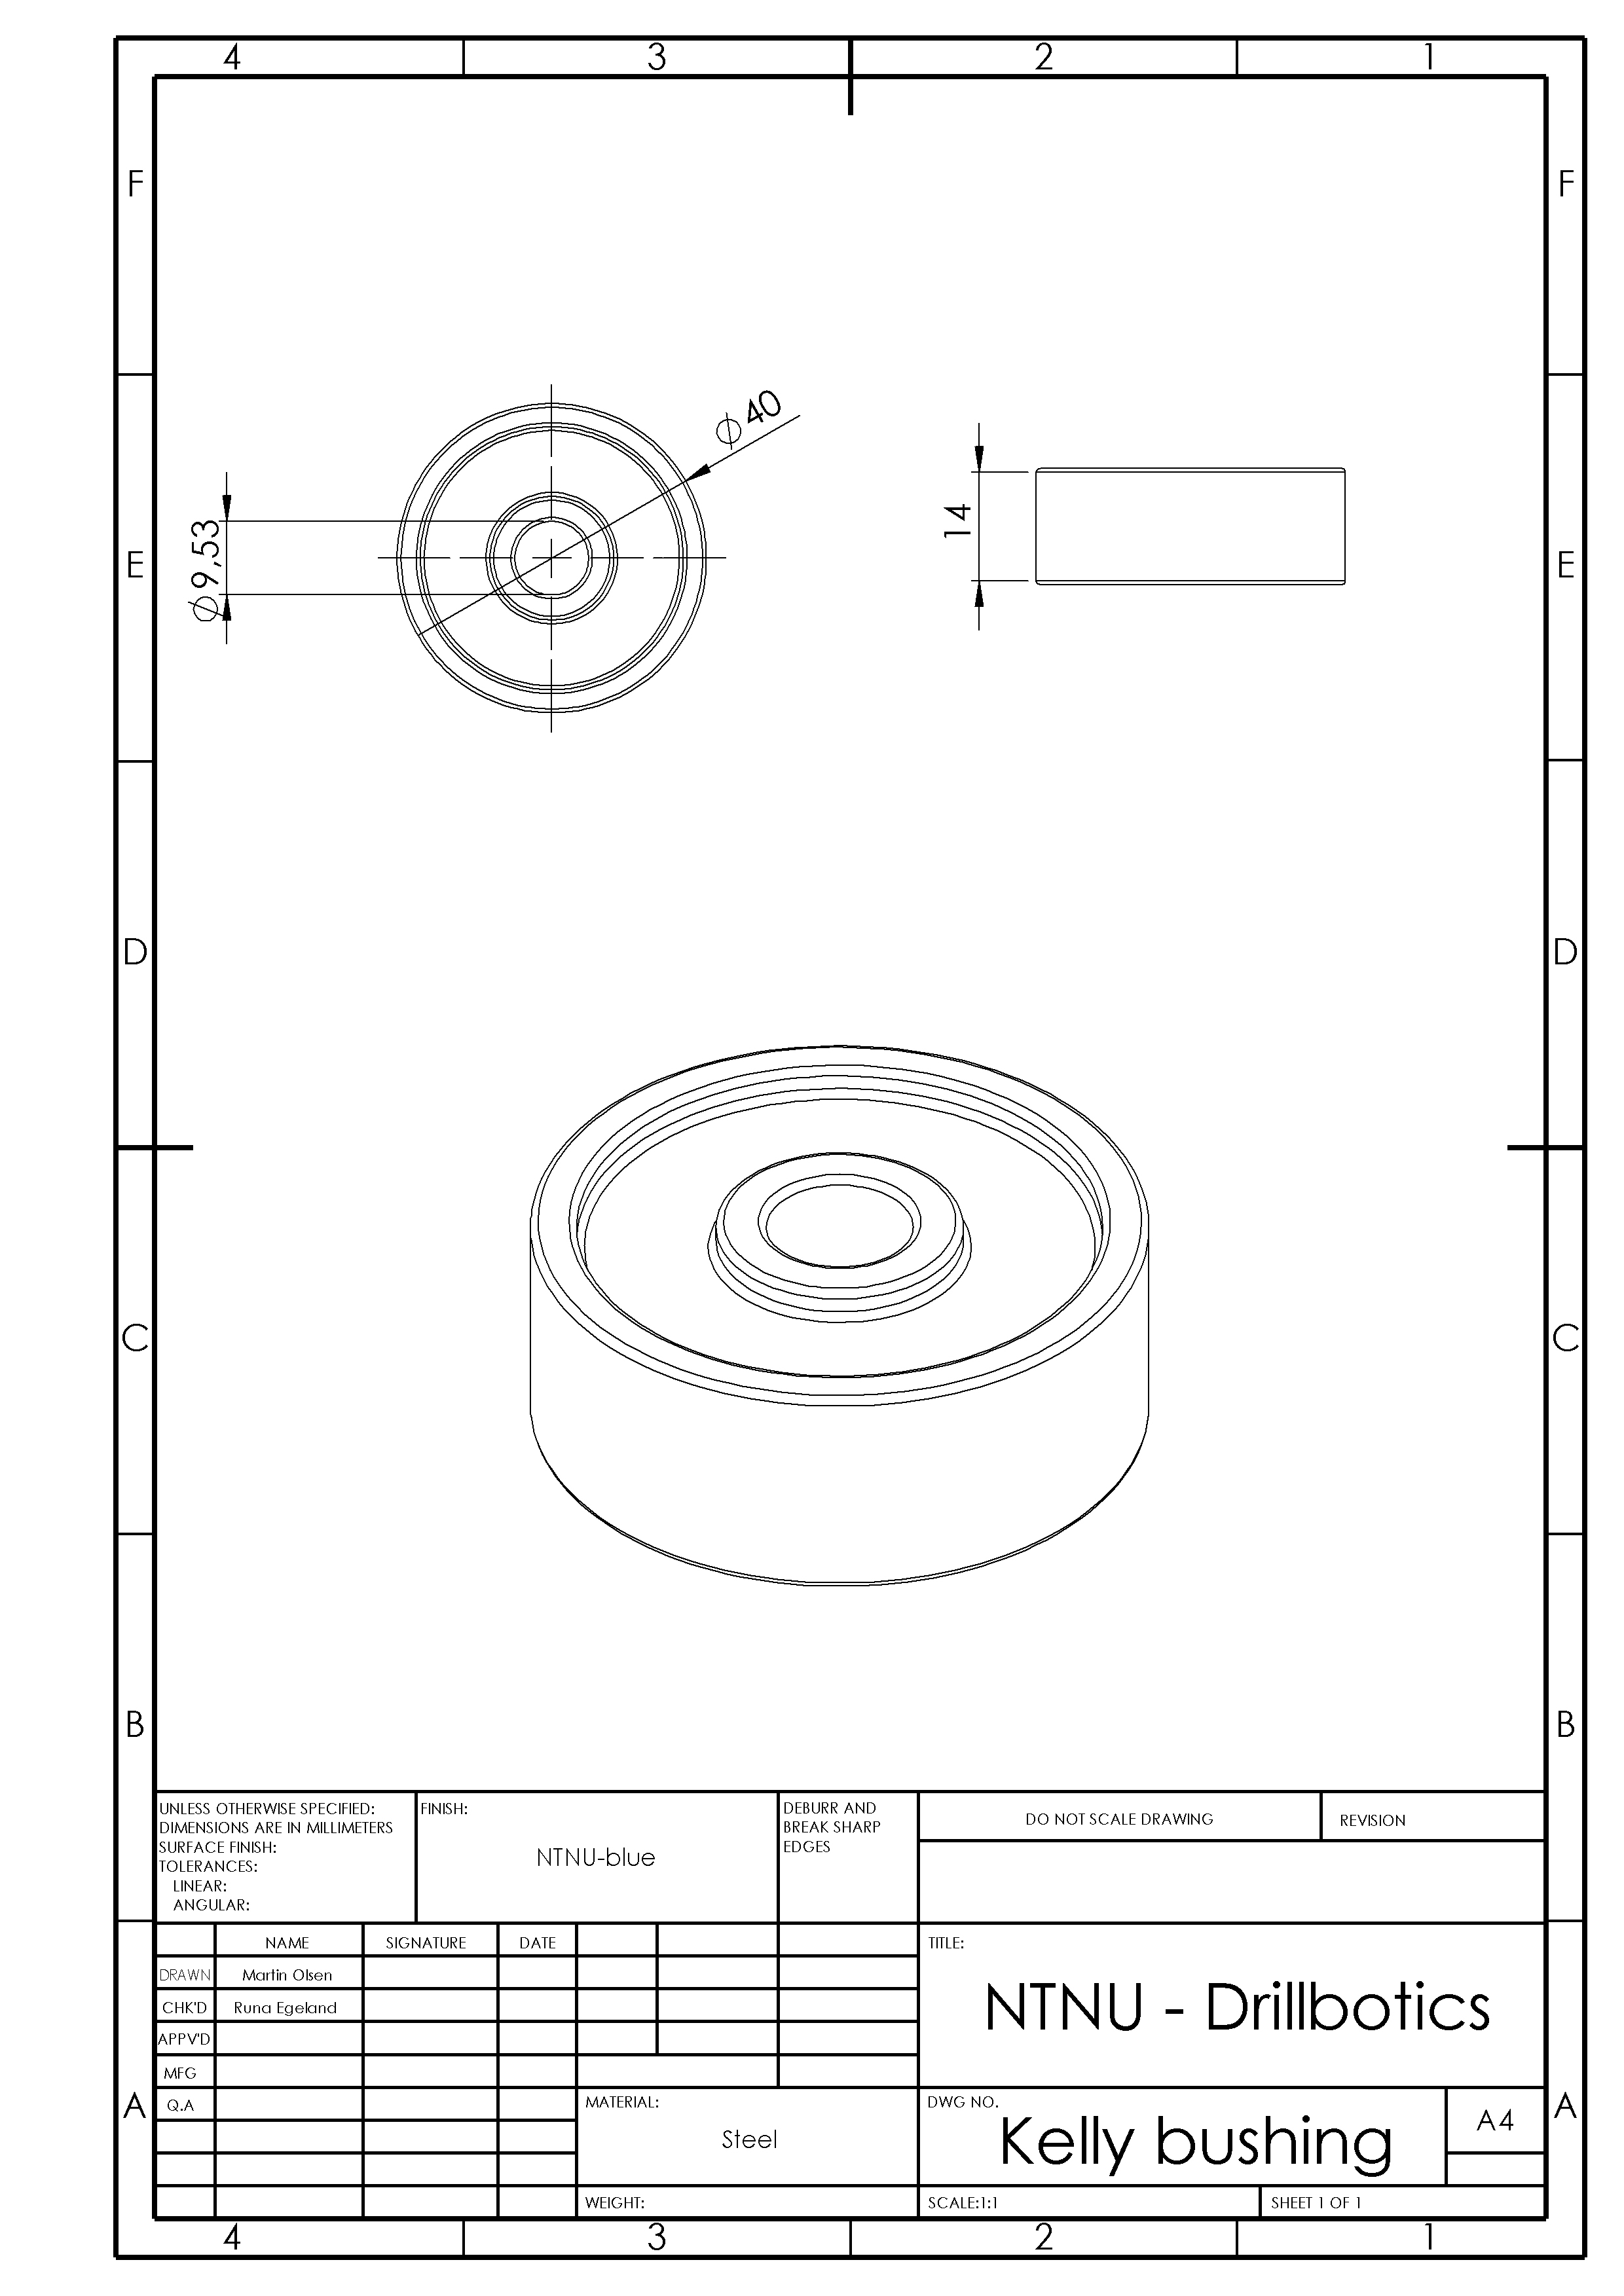 4 3 2 1
F F
⌀40
⌀9,53
14
E E
D D
C C
B B
UNLESS OTHERWISE SPECIFIED:
DIMENSIONS ARE IN MILLIMETERS
SURFACE FINISH:
TOLERANCES:
LINEAR:
ANGULAR:
FINISH:
NTNU-blue
DEBURR AND
BREAK SHARP
EDGES
DO NOT SCALE DRAWING
REVISION
NAME SIGNATURE DATE
DRAWN Martin Olsen
CHK'D Runa Egeland
APPV'D
MFG
Q.A
TITLE:
NTNU - Drillbotics
MATERIAL:
Steel
DWG NO.
Kelly bushing
A4
A A
WEIGHT:
SCALE:1:1
SHEET 1 OF 1
4 3 2 1